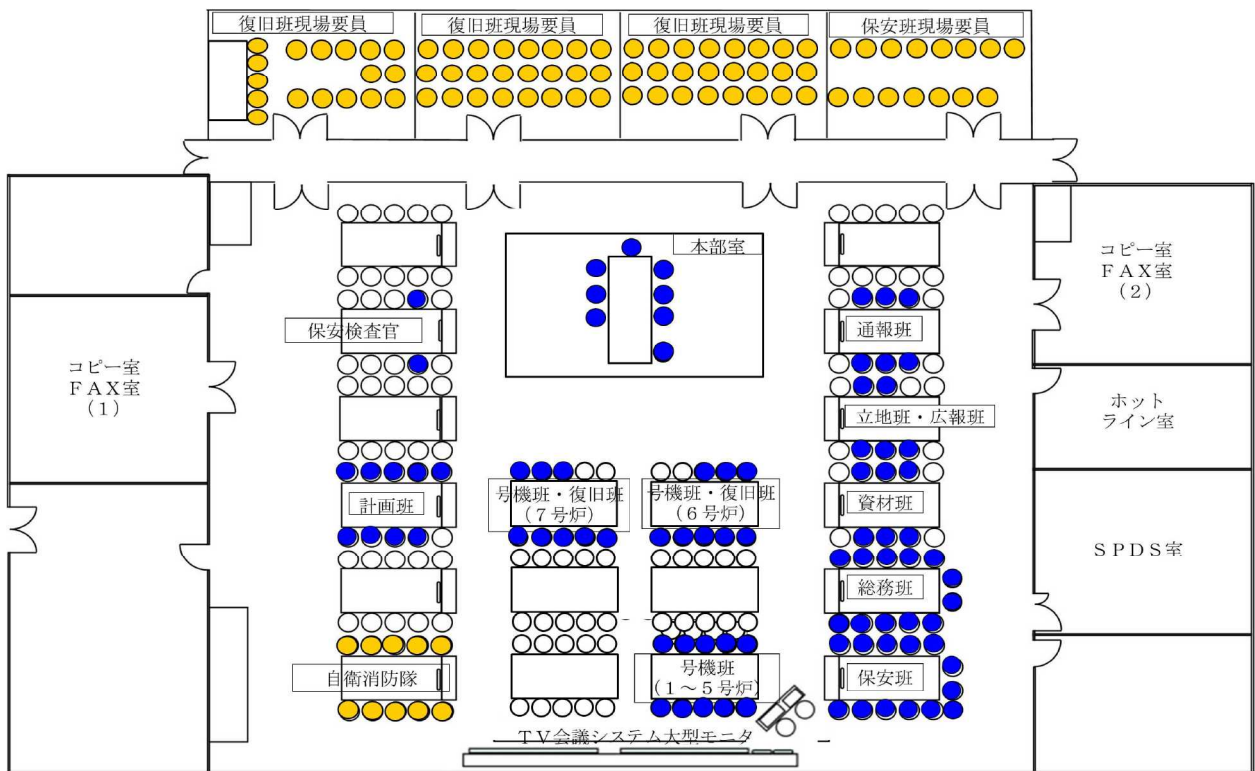 復旧班現場要員
復旧班現場要員
復旧班現場要員
保安班現場要員
本部室
コピー室
ＦＡＸ室
（２）
保安検査官
通報班
コピー室
ＦＡＸ室
（１）
立地班・広報班
ホット
ライン室
計画班
号機班・復旧班
（７号炉）
号機班・復旧班
（６号炉）
資材班
ＳＰＤＳ室
総務班
自衛消防隊
号機班
（１～５号炉）
保安班
ＴＶ会議システム大型モニタ